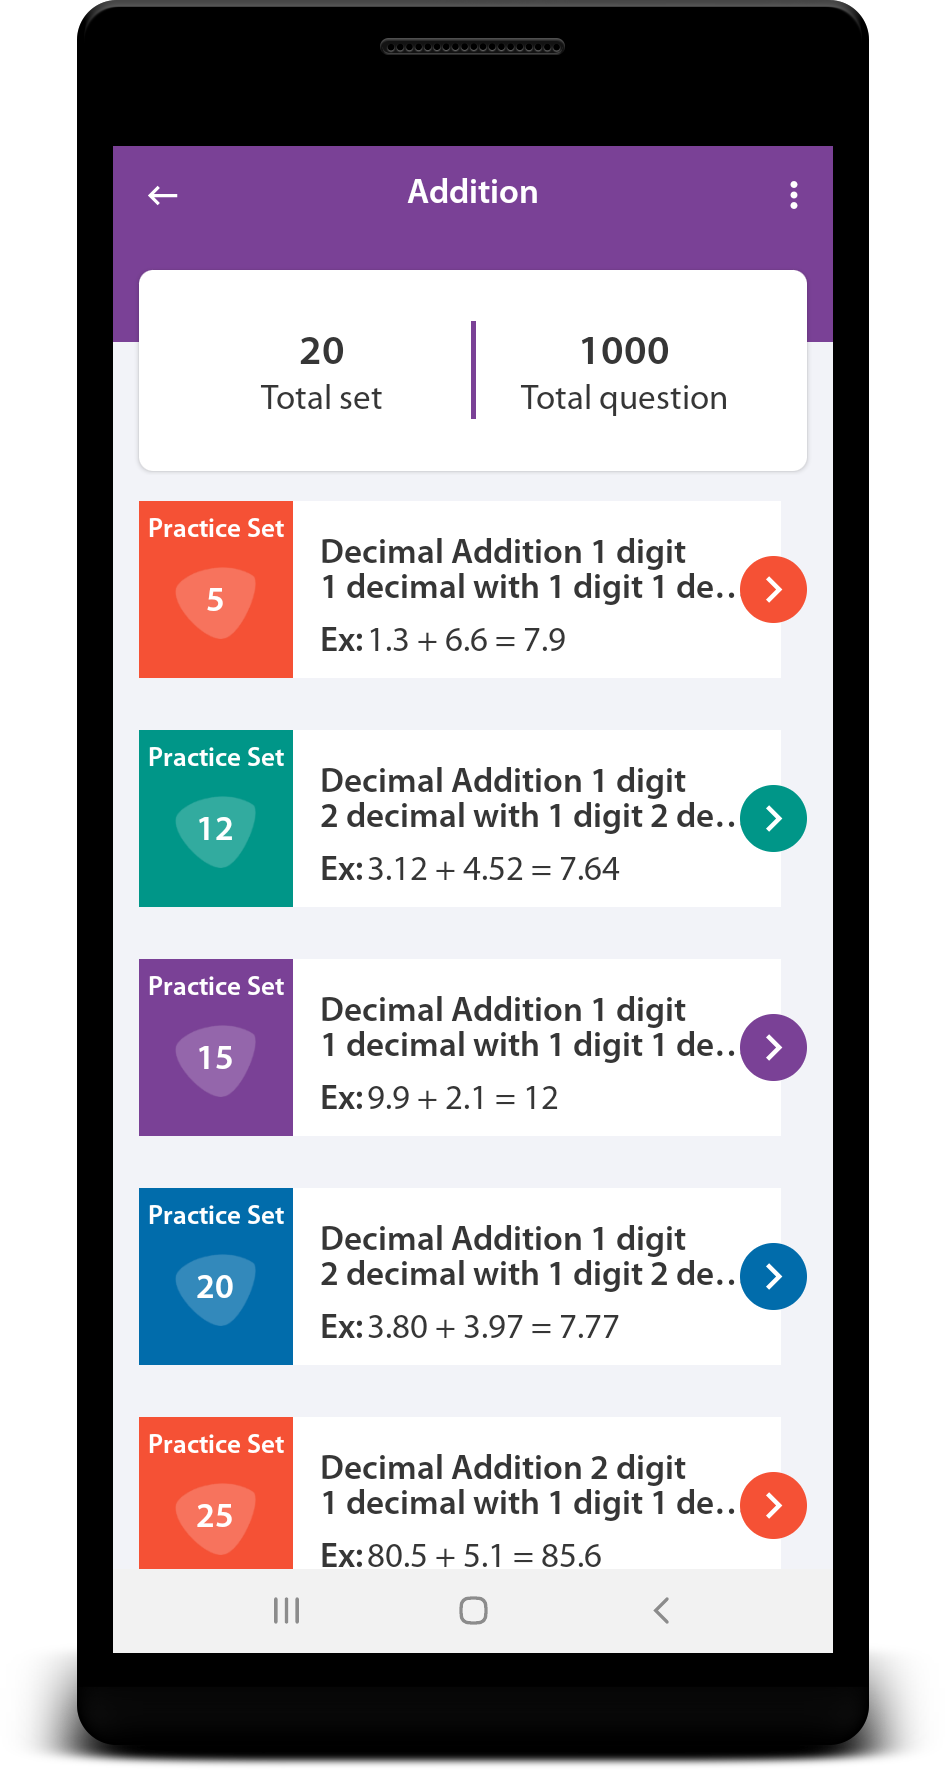 Addition
20
Total set
1000
Total question
Practice Set
5
Decimal Addition 1 digit
1 decimal with 1 digit 1 de..
Ex: 1.3 + 6.6 = 7.9
Practice Set
12
Decimal Addition 1 digit
2 decimal with 1 digit 2 de..
Ex: 3.12 + 4.52 = 7.64
Practice Set
15
Decimal Addition 1 digit
1 decimal with 1 digit 1 de..
Ex: 9.9 + 2.1 = 12
Practice Set
20
Decimal Addition 1 digit
2 decimal with 1 digit 2 de..
Ex: 3.80 + 3.97 = 7.77
Practice Set
25
Decimal Addition 2 digit
1 decimal with 1 digit 1 de..
Ex: 80.5 + 5.1 = 85.6